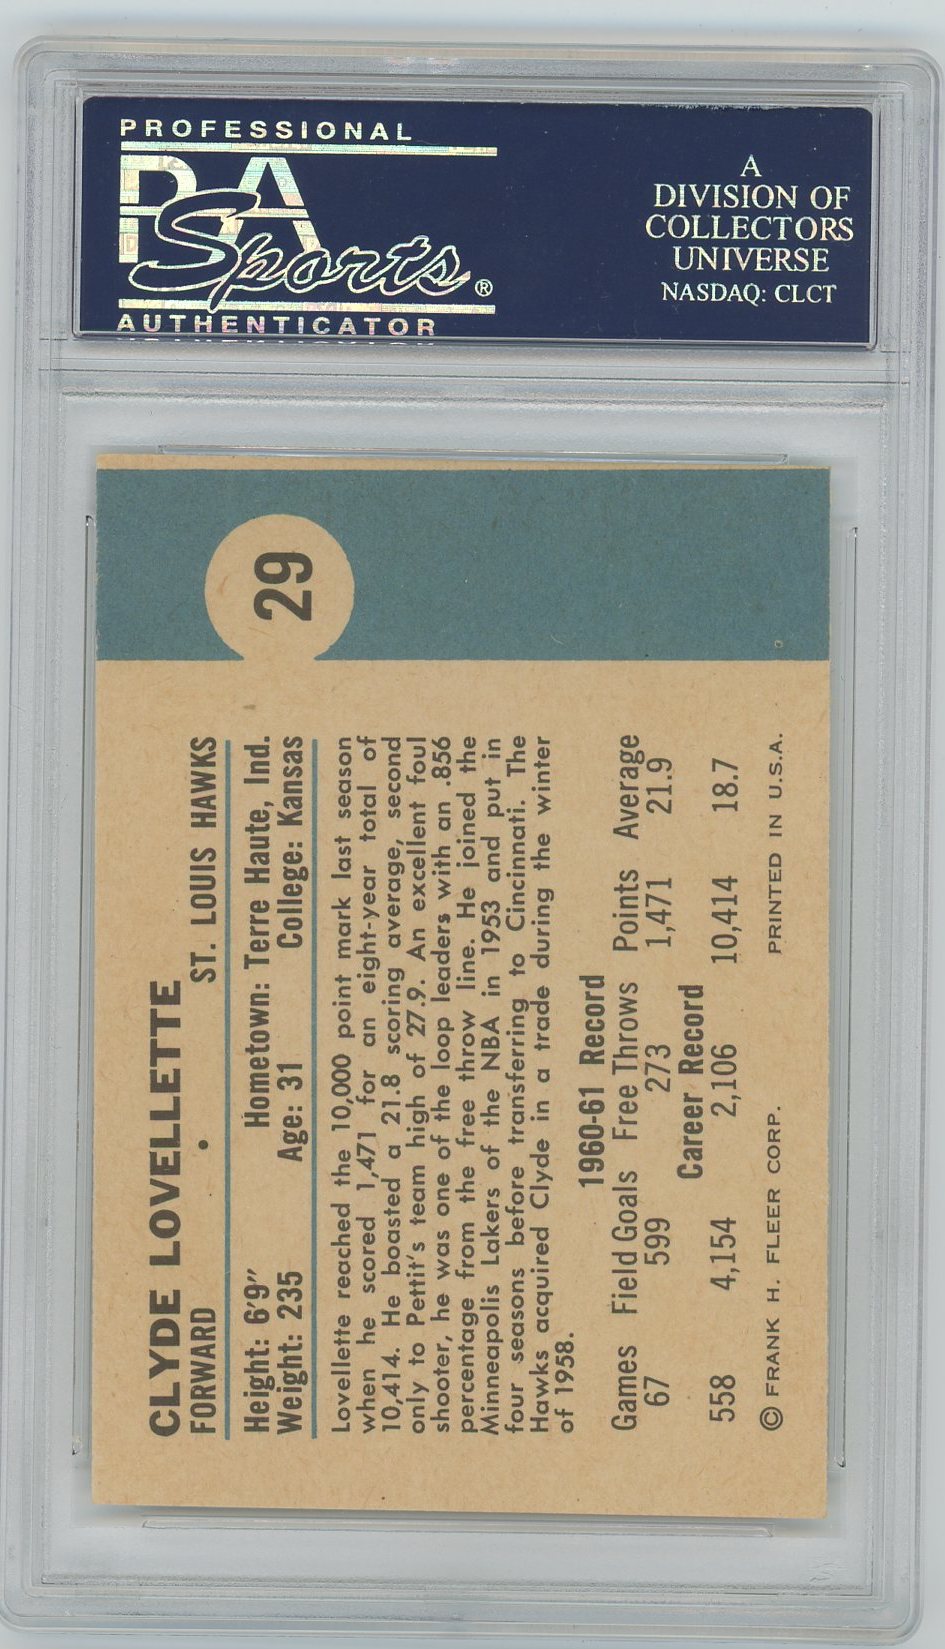 PROFESSIONAL
PSA
Sports®
AUTHENTICATOR
A
DIVISION OF
COLLECTORS
UNIVERSE
NASDAQ: CLCT
29
CLYDE LOVELLETTE
FORWARD • ST. LOUIS HAWKS
Height: 6'9" Hometown: Terre Haute, Ind.
Weight: 235 Age: 31 College: Kansas
Lovellette reached the 10,000 point mark last season
when he scored 1,471 for an eight-year total of
10,414. He boasted a 21.8 scoring average, second
only to Pettit's team high of 27.9. An excellent foul
shooter, he was one of the loop leaders with an .856
percentage from the free throw line. He joined the
Minneapolis Lakers of the NBA in 1953 and put in
four seasons before transferring to Cincinnati. The
Hawks acquired Clyde in a trade during the winter
of 1958.
1960-61 Record
Games Field Goals Free Throws Points Average
67 599 273 1,471 21.9
Career Record
558 4,154 2,106 10,414 18.7
© FRANK H. FLEER CORP. PRINTED IN U.S.A.